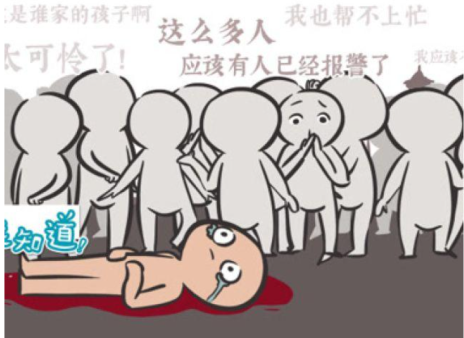 是谁家的孩子啊
我也帮不上忙
这么多人
太可怜了!
应该有人已经报警了
我应该
知道!